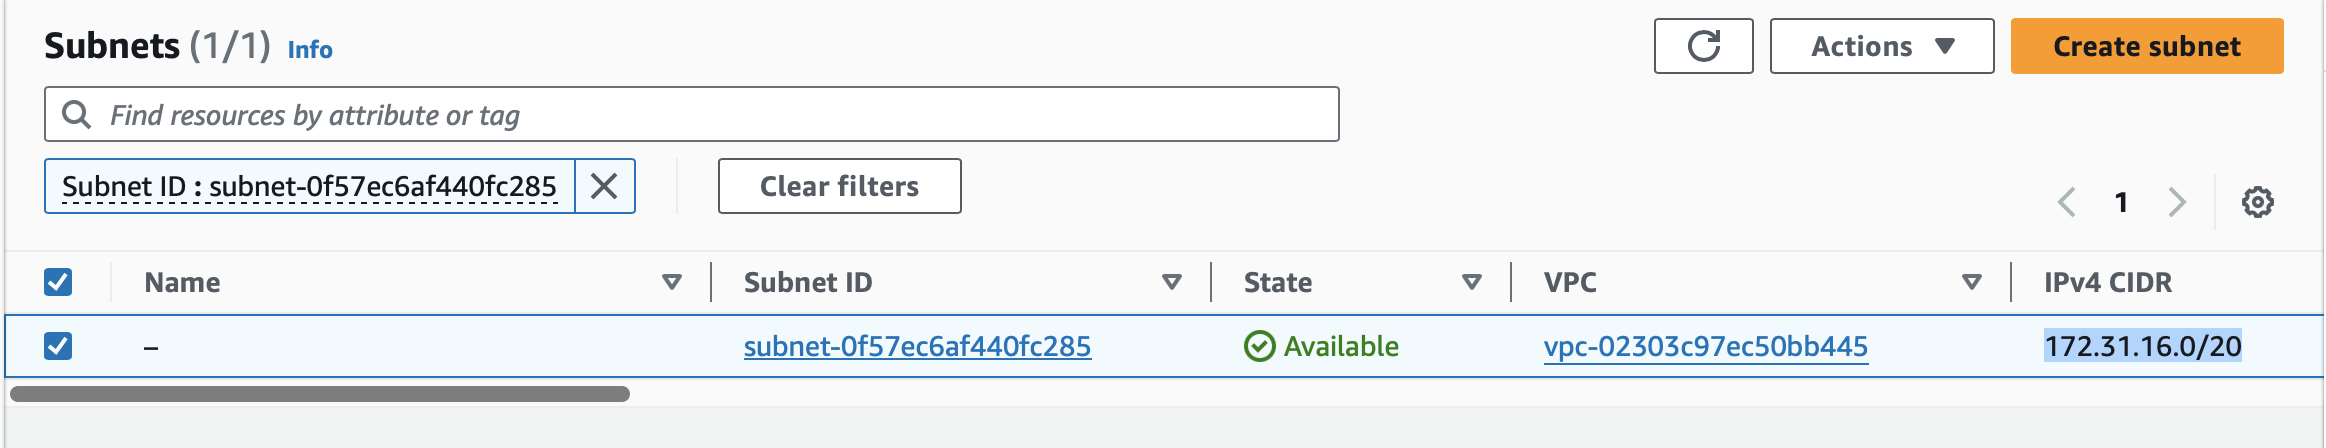 Subnets (1/1) Info
Actions
Create subnet
Find resources by attribute or tag
Subnet ID : subnet-0f57ec6af440fc285
Clear filters
1
Name Subnet ID State VPC IPv4 CIDR
– subnet-0f57ec6af440fc285 Available vpc-02303c97ec50bb445 172.31.16.0/20